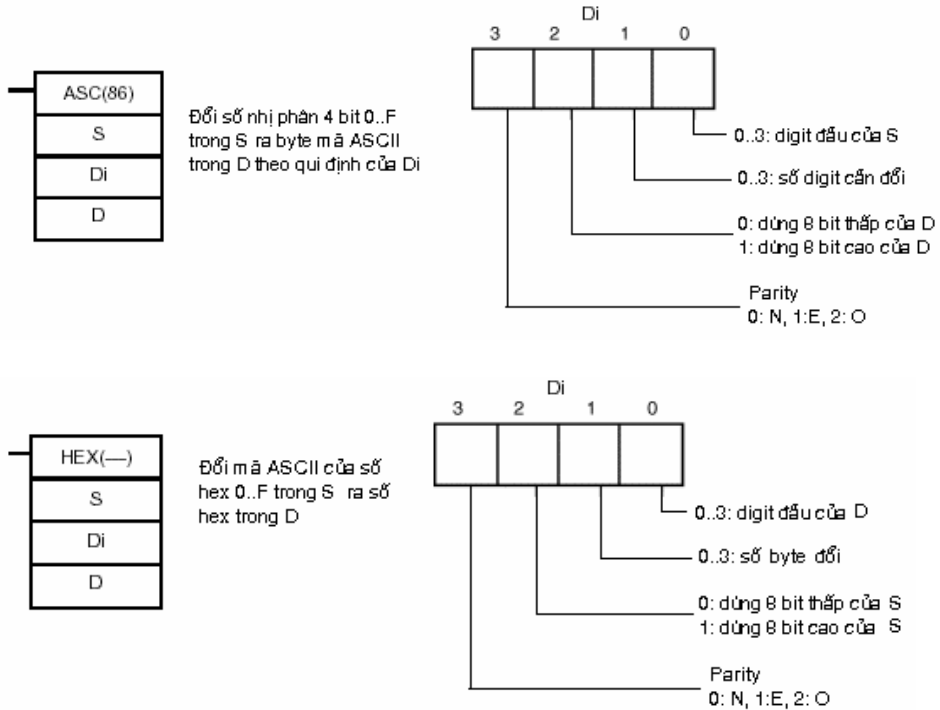 Di
3 2 1 0
ASC(86)
S
Di
D
Đổi số nhị phân 4 bit 0..F
trong S ra byte mã ASCII
trong D theo qui định của Di
0..3: digit đầu của S
0..3: số digit cần đổi
0: dùng 8 bit thấp của D
1: dùng 8 bit cao của D
Parity
0: N, 1:E, 2: O
Di
3 2 1 0
HEX(—)
S
Di
D
Đổi mã ASCII của số
hex 0..F trong S ra số
hex trong D
0..3: digit đầu của D
0..3: số byte đổi
0: dùng 8 bit thấp của S
1: dùng 8 bit cao của S
Parity
0: N, 1:E, 2: O